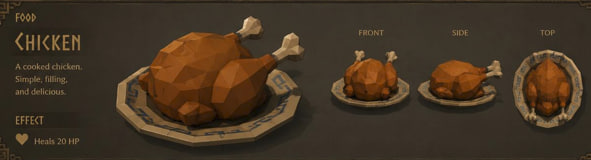 FOOD
CHICKEN
A cooked chicken.
Simple, filling,
and delicious.
EFFECT
Heals 20 HP
FRONT
SIDE
TOP